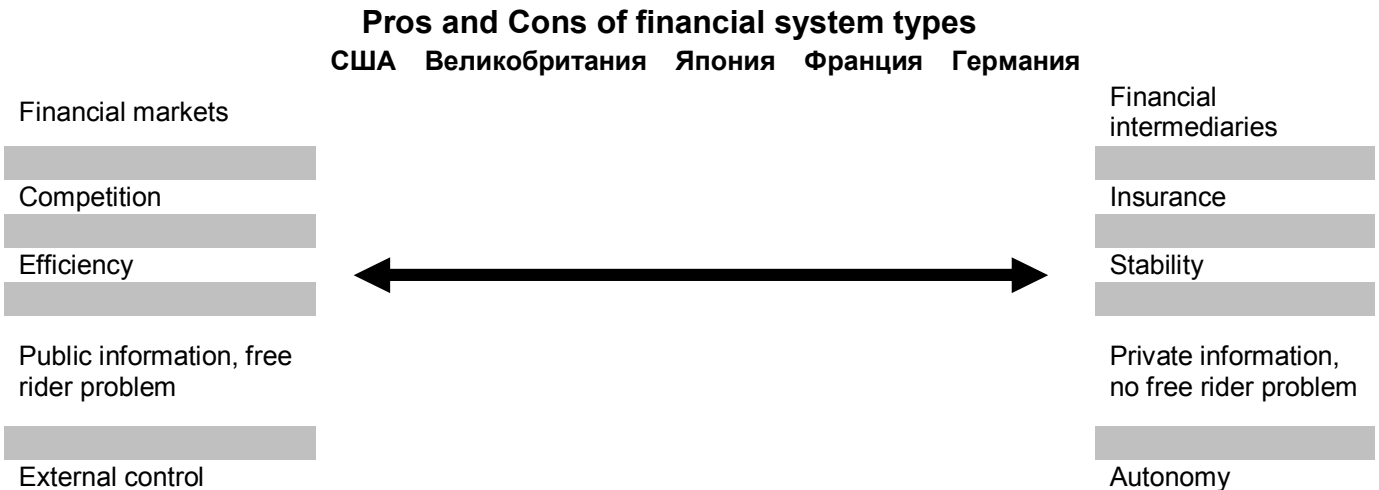 Pros and Cons of financial system types
США Великобритания Япония Франция Германия
Financial markets
Financial
intermediaries
Competition
Insurance
Efficiency
Stability
Public information, free
rider problem
Private information,
no free rider problem
External control
Autonomy